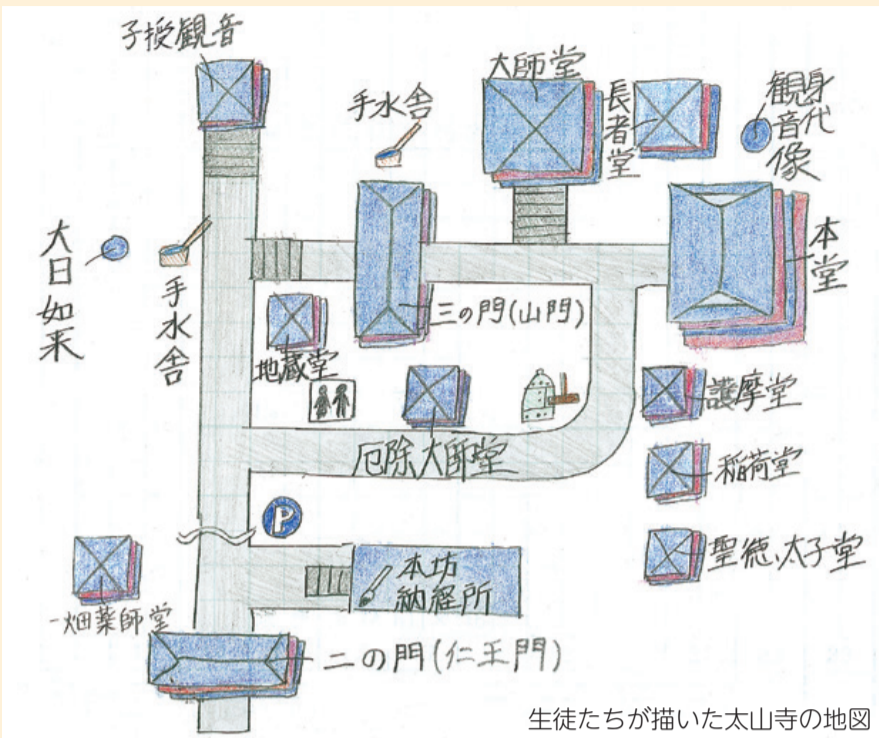 子授観音
手水舎
大師堂
長者堂
身代
観音像
大日如来
手水舎
三の門(山門)
本堂
地蔵堂
厄除大師堂
護摩堂
稲荷堂
聖徳太子堂
P
本坊
納経所
一畑薬師堂
二の門(仁王門)
生徒たちが描いた太山寺の地図